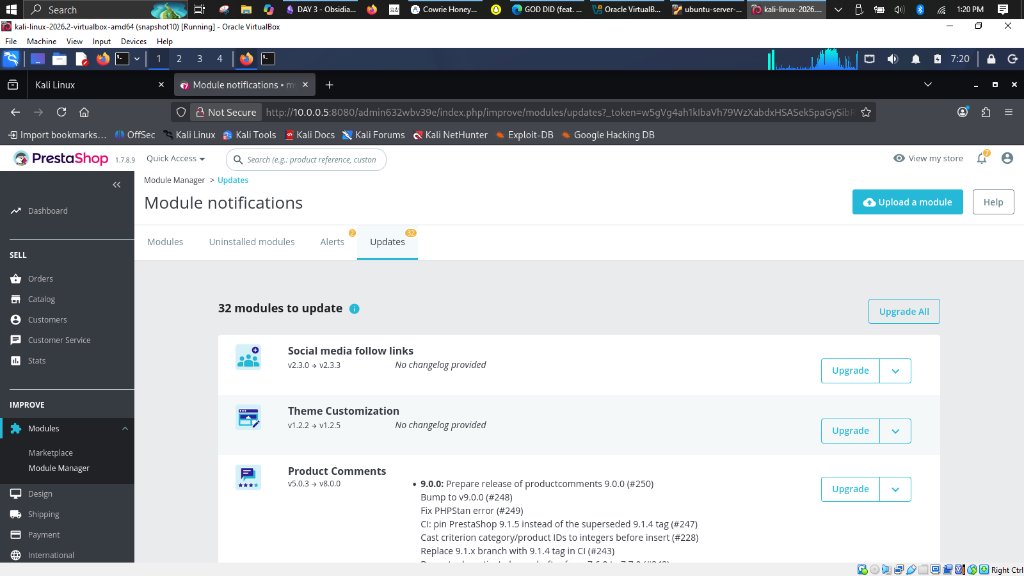 Search
DAY 3 - Obsidia...
Cowrie Honey...
GOD DID (feat. ...
Oracle VirtualB...
ubuntu-server-...
kali-linux-2026...
1:20 PM
kali-linux-2026.2-virtualbox-amd64 (snapshot10) [Running] - Oracle VirtualBox
File Machine View Input Devices Help
1 2 3 4
7:20
Kali Linux
Module notifications • m
Not Secure
http://10.0.0.5:8080/admin632wbv39e/index.php/improve/modules/updates?_token=w5gVg4ah1kIbaVh79WzXabdxHSASek5paGySibF
Import bookmarks...
OffSec
Kali Linux
Kali Tools
Kali Docs
Kali Forums
Kali NetHunter
Exploit-DB
Google Hacking DB
PrestaShop 1.7.8.9
Quick Access
Search (e.g.: product reference, custon
View my store
Module Manager > Updates
Module notifications
Upload a module
Help
Dashboard
Modules
Uninstalled modules
Alerts 2
Updates 32
SELL
Orders
Catalog
Customers
Customer Service
Stats
IMPROVE
Modules
Marketplace
Module Manager
Design
Shipping
Payment
International
32 modules to update
Upgrade All
Social media follow links
v2.3.0 → v2.3.3
No changelog provided
Upgrade
Theme Customization
v1.2.2 → v1.2.5
No changelog provided
Upgrade
Product Comments
v5.0.3 → v8.0.0
• 9.0.0: Prepare release of productcomments 9.0.0 (#250)
Bump to v9.0.0 (#248)
Fix PHPStan error (#249)
CI: pin PrestaShop 9.1.5 instead of the superseded 9.1.4 tag (#247)
Cast criterion category/product IDs to integers before insert (#228)
Replace 9.1.x branch with 9.1.4 tag in CI (#243)
Upgrade
Right Ctrl